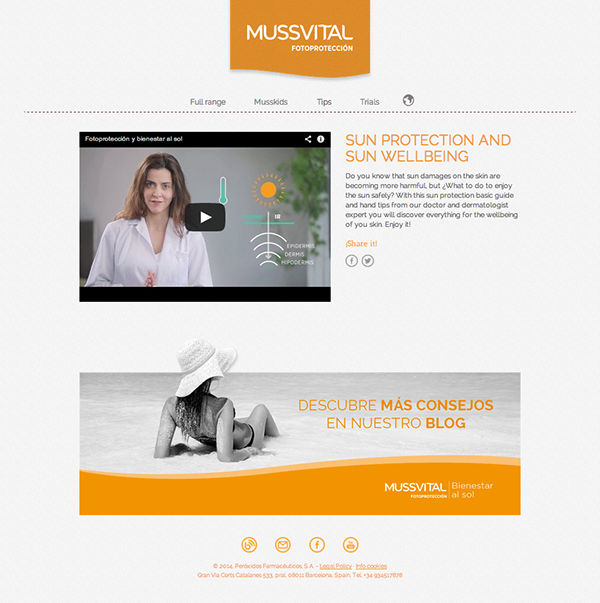 MUSSVITAL
FOTOPROTECCIÓN
Full range Musskids Tips Trials
Fotoprotección y bienestar al sol
IR
EPIDERMIS
DERMIS
HIPODERMIS
SUN PROTECTION AND
SUN WELLBEING
Do you know that sun damages on the skin are
becoming more harmful, but ¿What to do to enjoy
the sun safely? With this sun protection basic guide
and hand tips from our doctor and dermatologist
expert you will discover everything for the wellbeing
of you skin. Enjoy it!
¡Share it!
DESCUBRE MÁS CONSEJOS
EN NUESTRO BLOG
MUSSVITAL
FOTOPROTECCIÓN
Bienestar
al sol
© 2014, Peróxidos Farmacéuticos, S.A. - Legal Policy · Info cookies
Gran Via Corts Catalanes 533, pral. 08011 Barcelona, Spain, Tel. +34 934517878